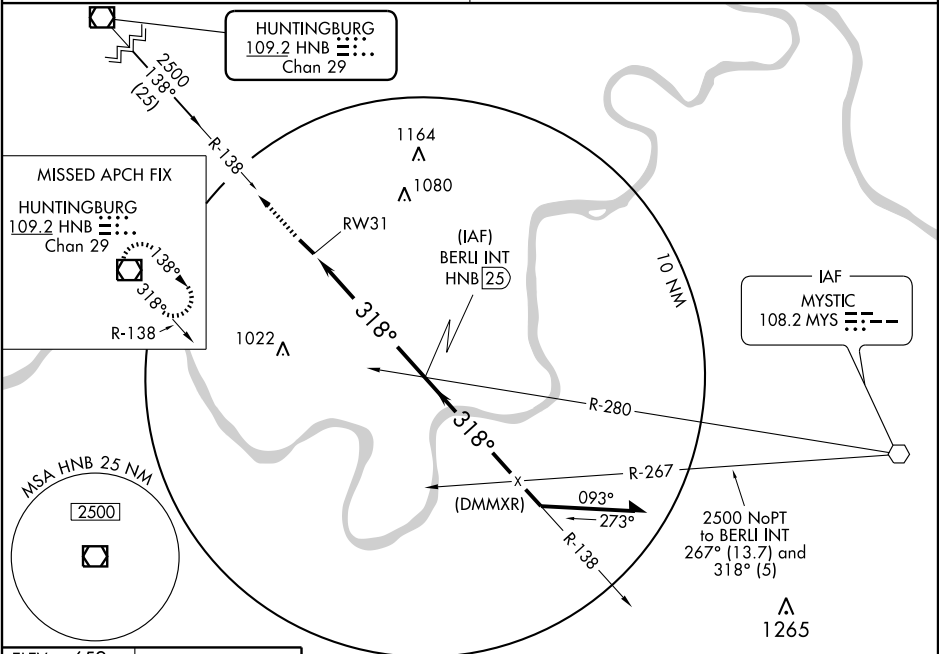 HUNTINGBURG
109.2 HNB
Chan 29
2500
138°
(25)
R-138
1164
1080
MISSED APCH FIX
HUNTINGBURG
109.2 HNB
Chan 29
138°
318°
R-138
RW31
(IAF)
BERLI INT
HNB 25
10 NM
IAF
MYSTIC
108.2 MYS
318°
1022
R-280
318°
R-267
X
(DMMXR)
093°
273°
R-138
2500 NoPT
to BERLI INT
267° (13.7) and
318° (5)
1265
MSA HNB 25 NM
2500